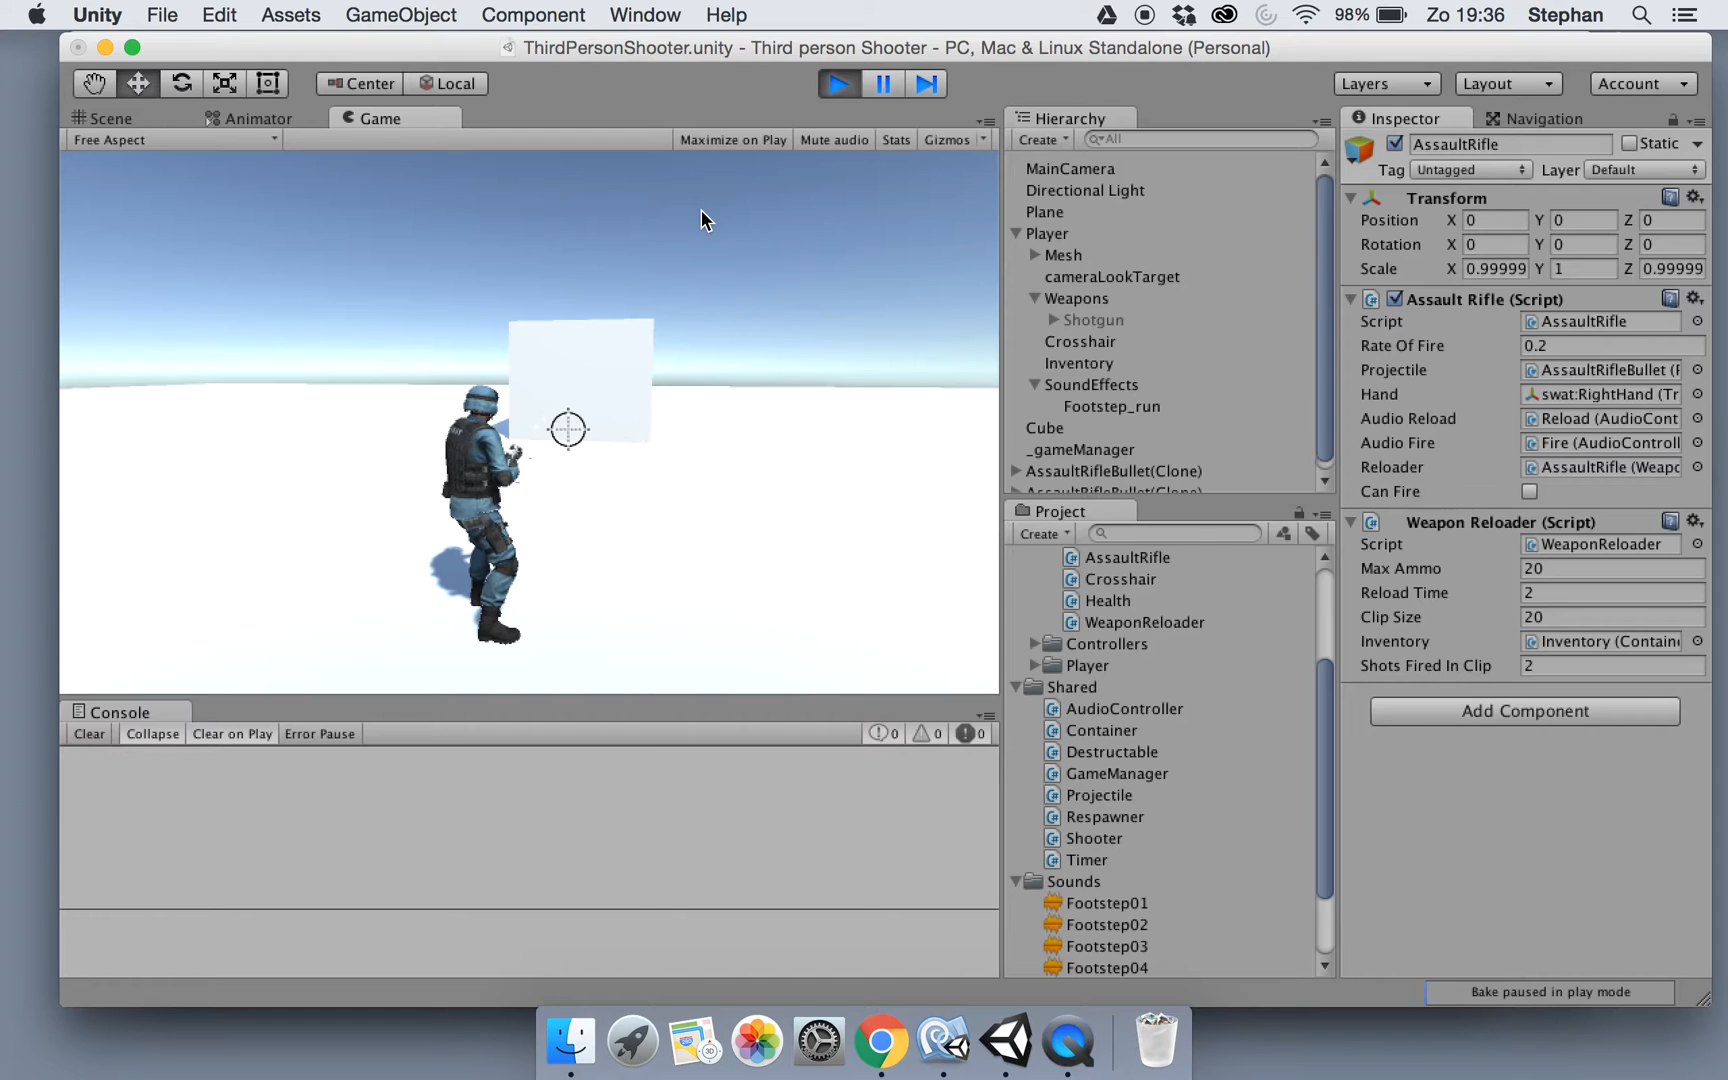 Unity File Edit Assets GameObject Component Window Help 98% Zo 19:36 Stephan
ThirdPersonShooter.unity - Third person Shooter - PC, Mac & Linux Standalone (Personal)
Center Local Layers Layout Account
Scene Animator Game
Free Aspect Maximize on Play Mute audio Stats Gizmos
Hierarchy
Create All
MainCamera
Directional Light
Plane
Player
Mesh
cameraLookTarget
Weapons
Shotgun
Crosshair
Inventory
SoundEffects
Footstep_run
Cube
_gameManager
AssaultRifleBullet(Clone)
AssaultRifleBullet(Clone)
Project
Create
AssaultRifle
Crosshair
Health
WeaponReloader
Controllers
Player
Shared
AudioController
Container
Destructable
GameManager
Projectile
Respawner
Shooter
Timer
Sounds
Footstep01
Footstep02
Footstep03
Footstep04
Inspector Navigation
AssaultRifle Static
Tag Untagged Layer Default
Transform
Position X 0 Y 0 Z 0
Rotation X 0 Y 0 Z 0
Scale X 0.99999 Y 1 Z 0.99999
Assault Rifle (Script)
Script AssaultRifle
Rate Of Fire 0.2
Projectile AssaultRifleBullet (
Hand swat:RightHand (Tr
Audio Reload Reload (AudioCont
Audio Fire Fire (AudioControll
Reloader AssaultRifle (Weapo
Can Fire
Weapon Reloader (Script)
Script WeaponReloader
Max Ammo 20
Reload Time 2
Clip Size 20
Inventory Inventory (Contain
Shots Fired In Clip 2
Add Component
Console
Clear Collapse Clear on Play Error Pause 0 0 0
Bake paused in play mode